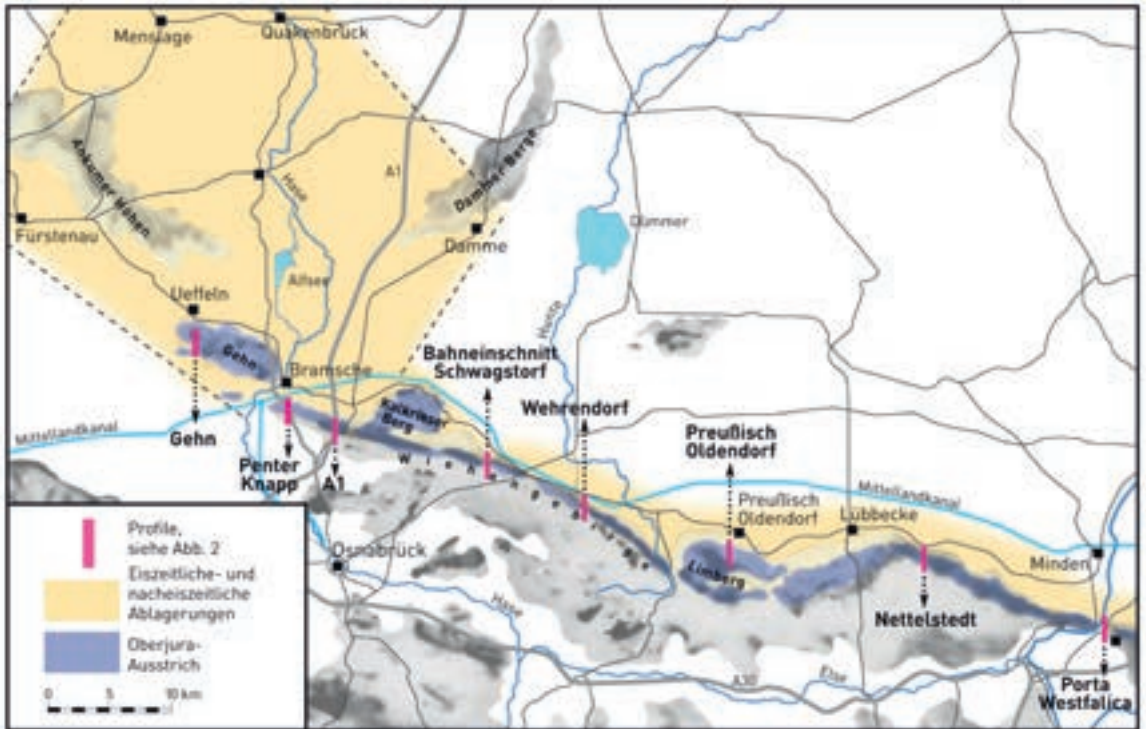 Menslage
Quakenbrück
Ankumer Höhen
Hase
A1
Dammer Berge
Fürstenau
Damme
Dümmer
Alfsee
Ueffeln
Hunte
Gehn
Bramsche
Bahneinschnitt
Schwagstorf
Kalkrieser
Berg
Wehrendorf
Mittellandkanal
Gehn
Preußisch
Oldendorf
Penter
Knapp
A1
Wiehengebirge
Preußisch
Oldendorf
Mittellandkanal
Lübbecke
Profile,
siehe Abb. 2
Osnabrück
Limberg
Minden
Eiszeitliche- und
nacheiszeitliche
Ablagerungen
Hase
Nettelstedt
Oberjura-
Ausstrich
A30
Else
Porta
Westfalica
0 5 10 km